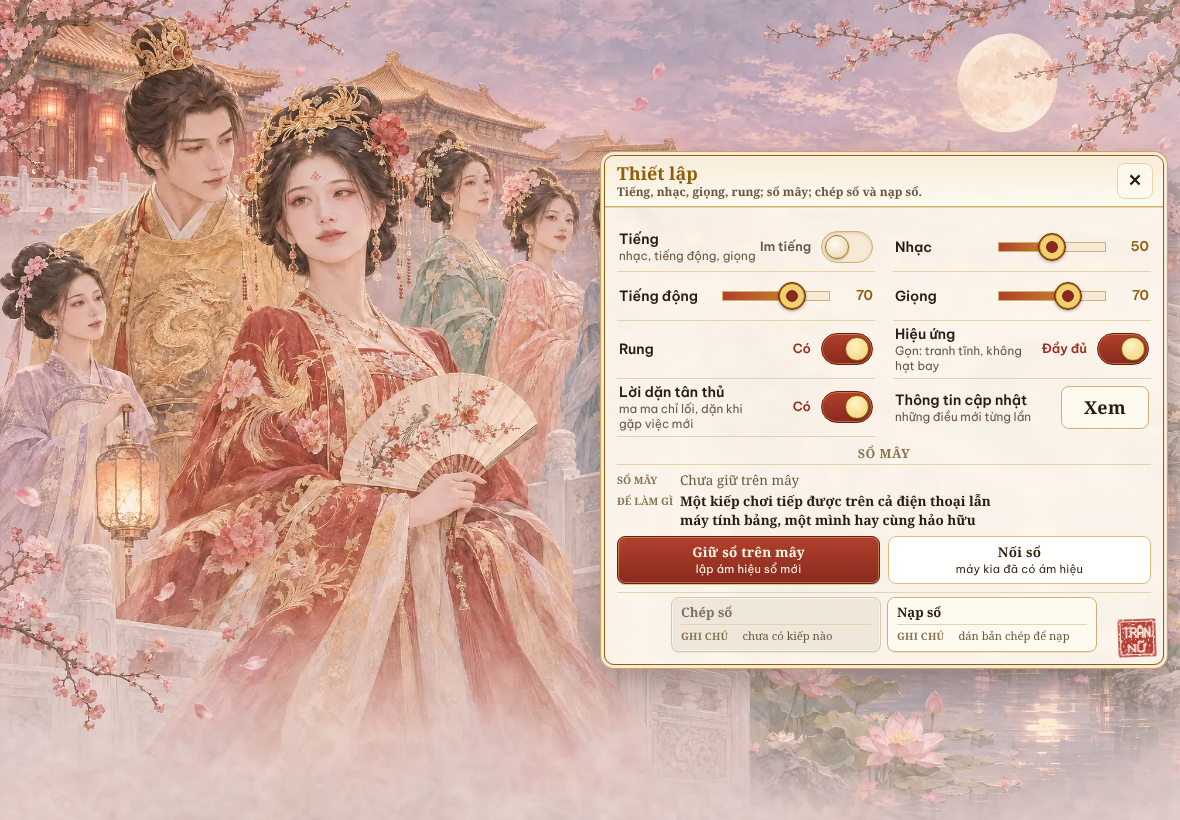 Thiết lập
Tiếng, nhạc, giọng, rung; sổ mây; chép sổ và nạp sổ.
✕
Tiếng
nhạc, tiếng động, giọng
Im tiếng
Nhạc
50
Tiếng động
70
Giọng
70
Rung
Có
Hiệu ứng
Gọn: tranh tĩnh, không
hạt bay
Đầy đủ
Lời dặn tân thủ
ma ma chỉ lối, dặn khi
gặp việc mới
Có
Thông tin cập nhật
những điều mới từng lần
Xem
SỔ MÂY
SỔ MÂY Chưa giữ trên mây
ĐỂ LÀM GÌ Một kiếp chơi tiếp được trên cả điện thoại lẫn
máy tính bảng, một mình hay cùng hảo hữu
Giữ sổ trên mây
lập ám hiệu sổ mới
Nối sổ
máy kia đã có ám hiệu
Chép sổ
GHI CHÚ chưa có kiếp nào
Nạp sổ
GHI CHÚ dán bản chép để nạp
TRÂN
NỮ